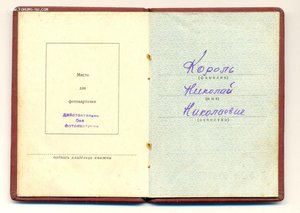 Место
для
фотокарточки
Действительно
без
фотокарточки
подпись владельца книжки
Король
(фамилия)
Николай
(имя)
Николаевич
(отчество)